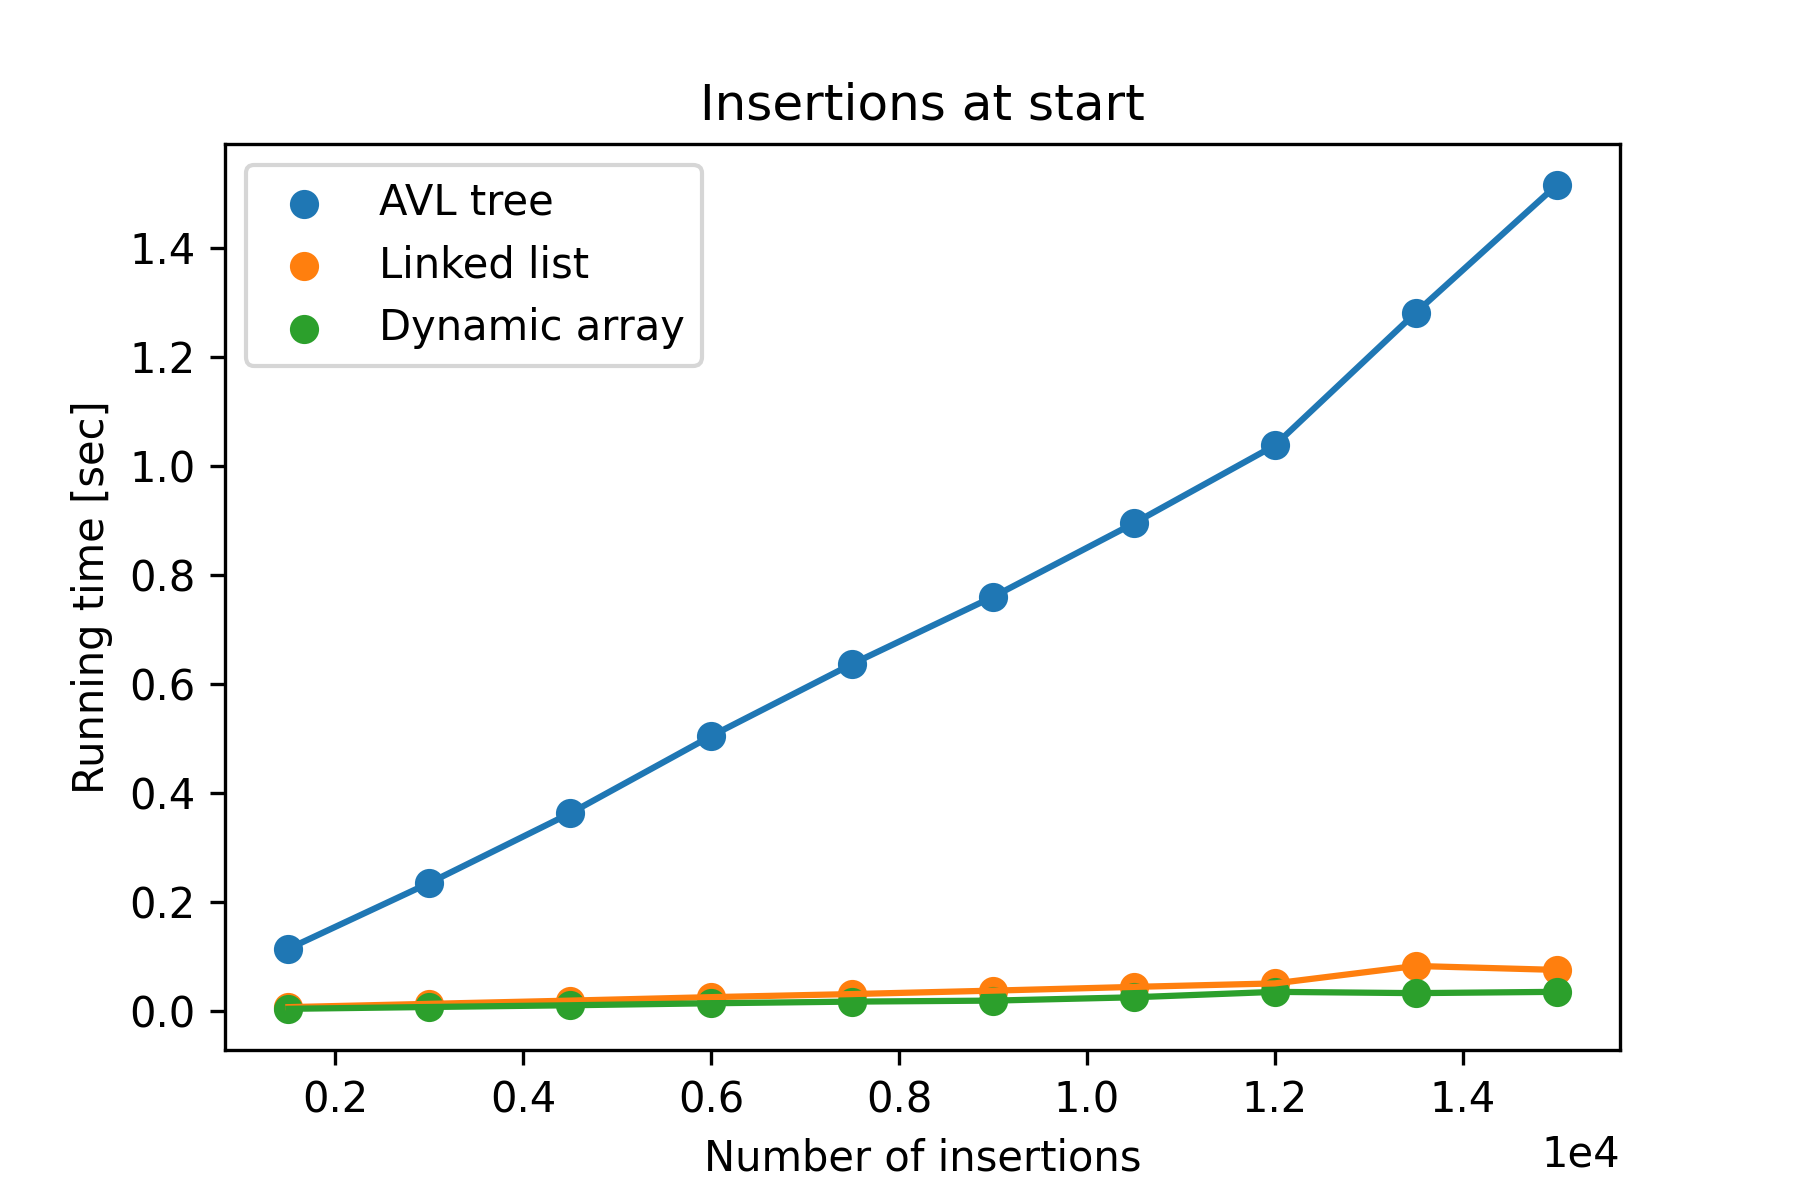 Insertions at start
AVL tree
Linked list
Dynamic array
Running time [sec]
1.4
1.2
1.0
0.8
0.6
0.4
0.2
0.0
0.2 0.4 0.6 0.8 1.0 1.2 1.4
1e4
Number of insertions